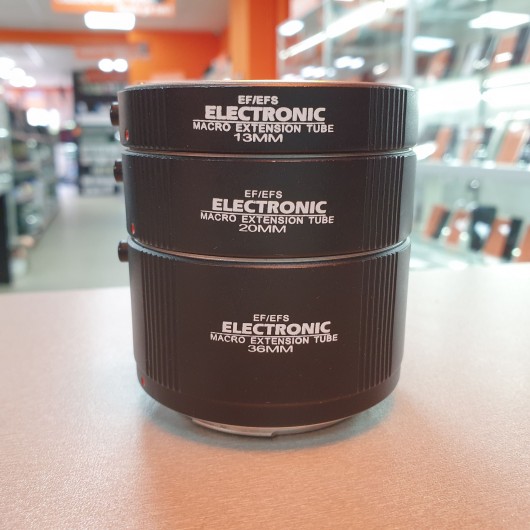 EF/EFS
ELECTRONIC
MACRO EXTENSION TUBE
13MM
EF/EFS
ELECTRONIC
MACRO EXTENSION TUBE
20MM
EF/EFS
ELECTRONIC
MACRO EXTENSION TUBE
36MM